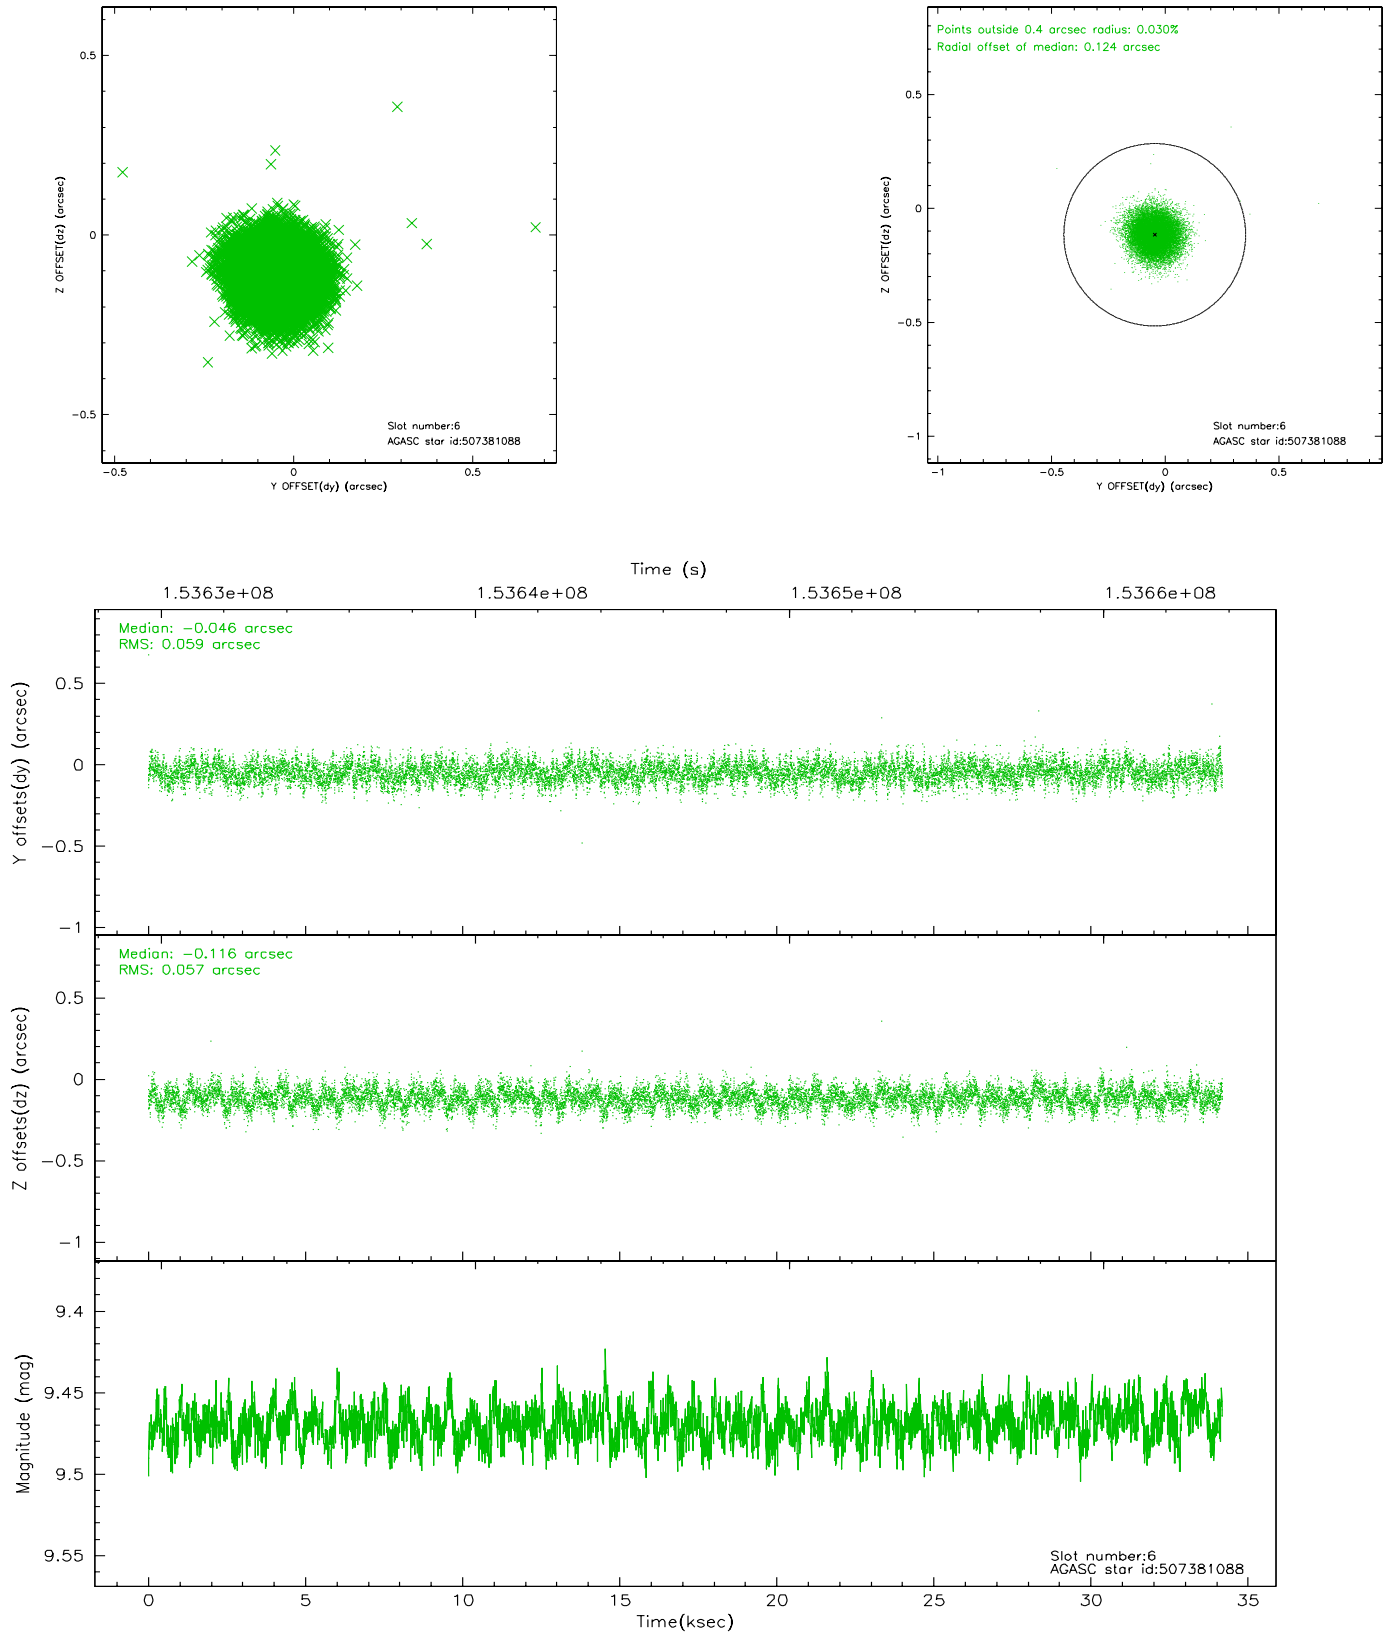 0.5
0
−0.5
Z OFFSET(dz) (arcsec)
Slot number:6
AGASC star id:507381088
−0.5
0
0.5
Y OFFSET(dy) (arcsec)
Points outside 0.4 arcsec radius: 0.030%
Radial offset of median: 0.124 arcsec
0.5
0
−0.5
−1
Z OFFSET(dz) (arcsec)
Slot number:6
AGASC star id:507381088
−1
−0.5
0
0.5
Y OFFSET(dy) (arcsec)
Time (s)
1.5363e+08
1.5364e+08
1.5365e+08
1.5366e+08
Median: −0.046 arcsec
RMS: 0.059 arcsec
0.5
0
−0.5
−1
Y offsets(dy) (arcsec)
Median: −0.116 arcsec
RMS: 0.057 arcsec
0.5
0
−0.5
−1
Z offsets(dz) (arcsec)
9.4
9.45
9.5
9.55
Magnitude (mag)
Slot number:6
AGASC star id:507381088
0
5
10
15
20
25
30
35
Time(ksec)